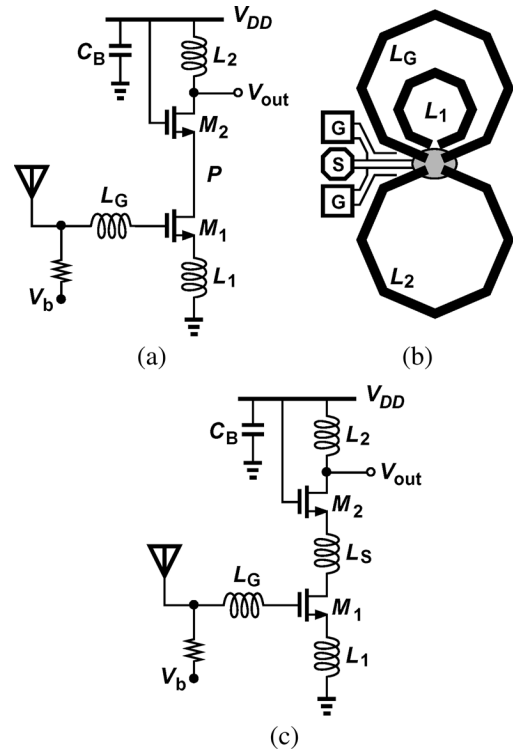 V_DD
C_B
L_2
V_out
M_2
P
L_G
M_1
L_1
V_b
(a)
L_G
L_1
G
S
G
L_2
(b)
V_DD
C_B
L_2
V_out
M_2
L_S
L_G
M_1
L_1
V_b
(c)